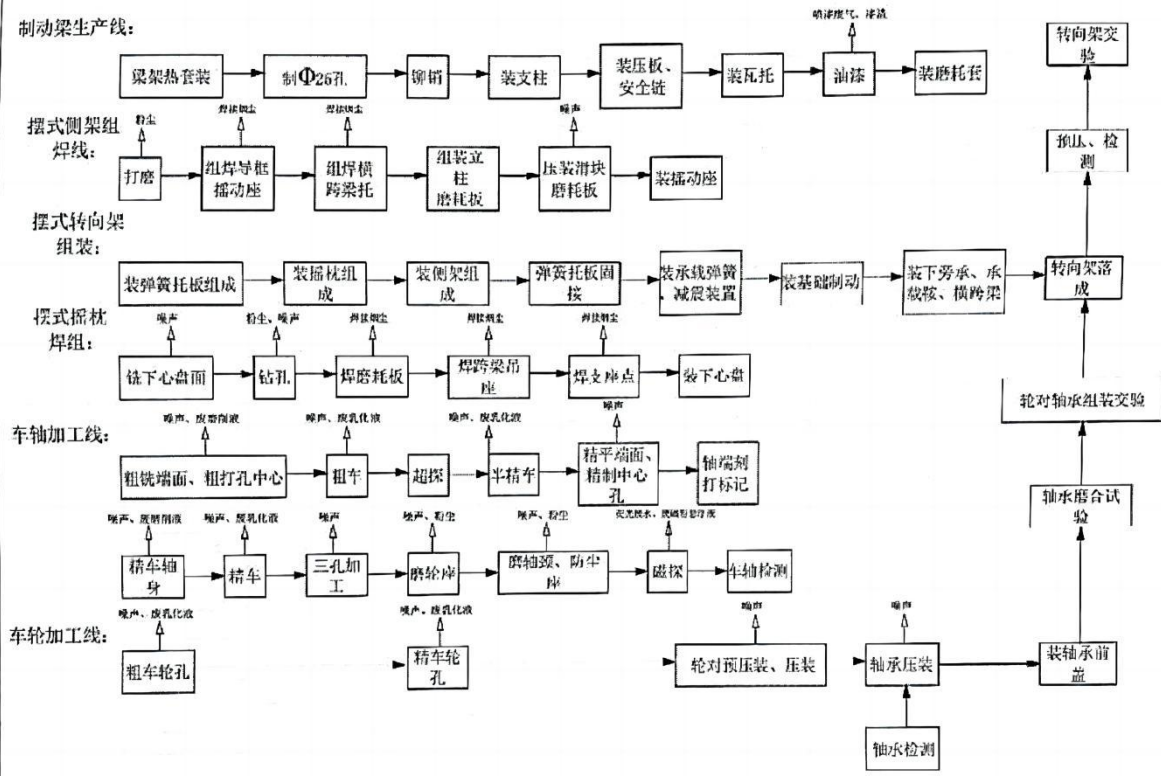 制动梁生产线：
喷漆废气、漆渣
梁架热套装
制Φ26孔
铆销
装支柱
装压板、
安全链
装瓦托
油漆
装磨耗套
转向架交
验
摆式侧架组
焊线：
粉尘
焊接烟尘
焊接烟尘
噪声
打磨
组焊导框
摇动座
组焊横
跨梁托
组装立
柱
磨耗板
压装滑块
磨耗板
装摇动座
预压、检
测
摆式转向架
组装：
装弹簧托板组成
装摇枕组
成
装侧架组
成
弹簧托板固
接
装承载弹簧
、减震装置
装基础制动
装下旁承、承
载鞍、横跨梁
转向架落
成
摆式摇枕
焊组：
噪声
粉尘、噪声
焊接烟尘
焊接烟尘
焊接烟尘
铣下心盘面
钻孔
焊磨耗板
焊跨梁吊
座
焊支座点
装下心盘
轮对轴承组装交验
车轴加工线：
噪声、废磨削液
噪声、废乳化液
噪声、废乳化液
噪声
粗铣端面、粗打孔中心
粗车
超探
半精车
精平端面、
精制中心
孔
轴端刻
打标记
轴承磨合试
验
噪声、废磨削液
噪声、废乳化液
噪声
噪声、粉尘
噪声、粉尘
荧光废水、废磁粉悬浮液
精车轴
身
精车
三孔加
工
磨轮座
磨轴颈、防尘
座
磁探
车轴检测
车轮加工线：
噪声、废乳化液
噪声、废乳化液
噪声
噪声
粗车轮孔
精车轮
孔
轮对预压装、压装
轴承压装
装轴承前
盖
轴承检测